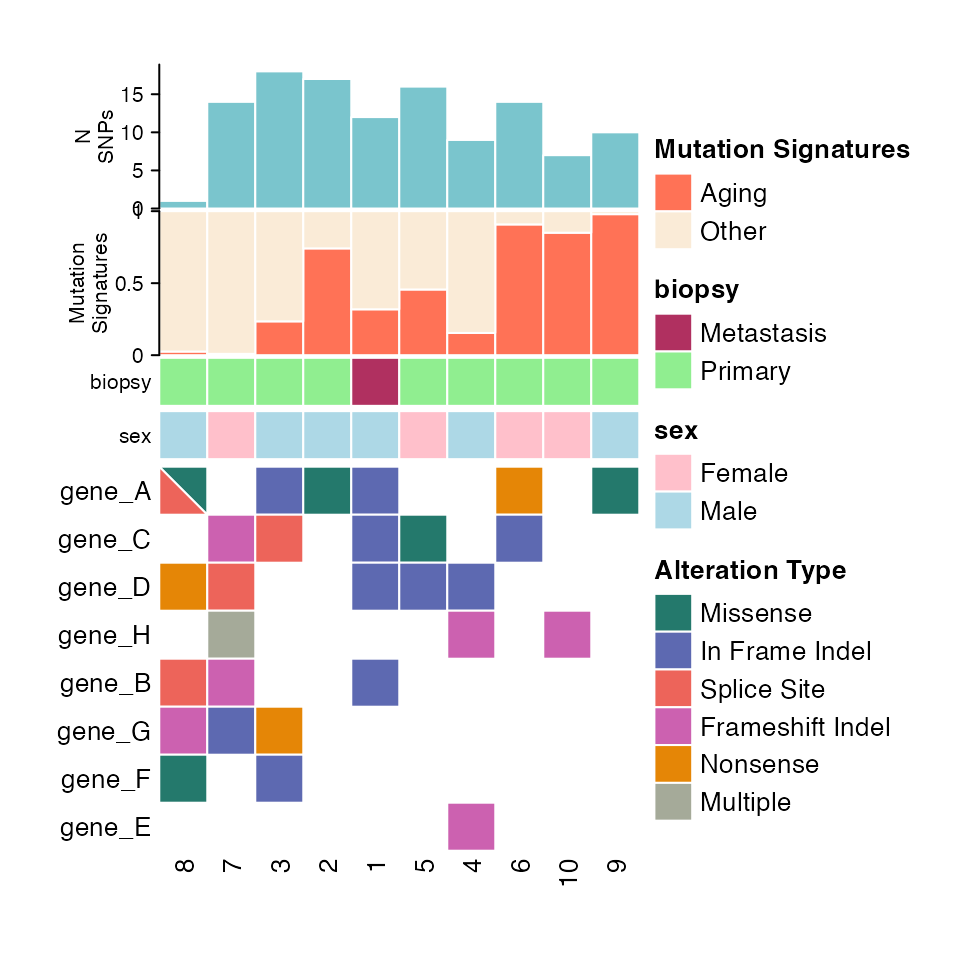 N
SNPs
15
10
5
0
Mutation
Signatures
1
0.5
0
biopsy
sex
gene_A
gene_C
gene_D
gene_H
gene_B
gene_G
gene_F
gene_E
8 7 3 2 1 5 4 6 10 9
Mutation Signatures
Aging
Other
biopsy
Metastasis
Primary
sex
Female
Male
Alteration Type
Missense
In Frame Indel
Splice Site
Frameshift Indel
Nonsense
Multiple